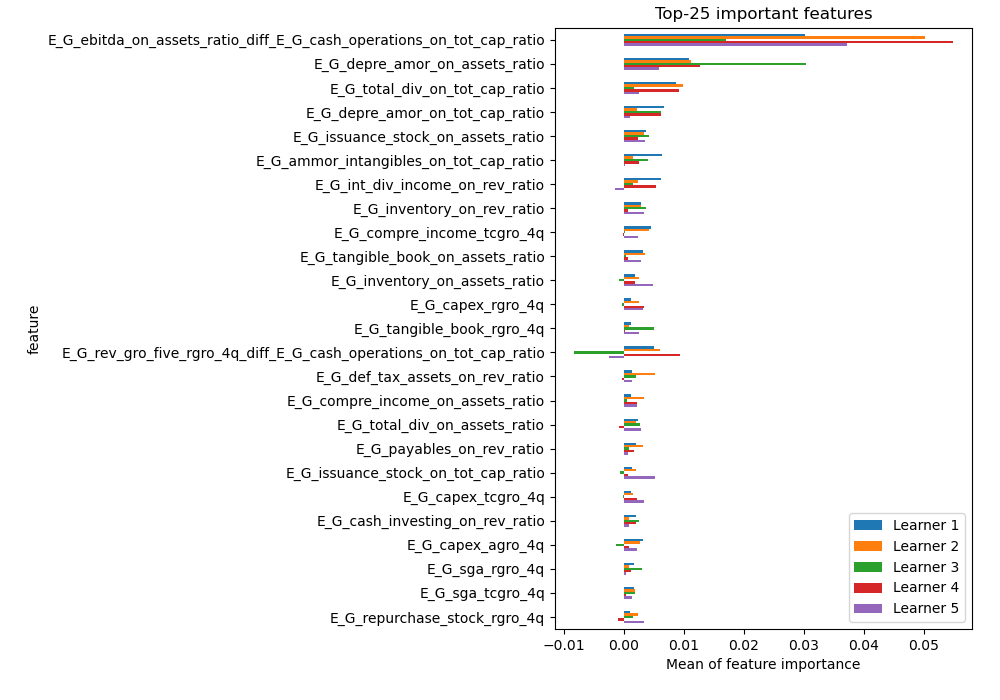 Top-25 important features
feature
E_G_ebitda_on_assets_ratio_diff_E_G_cash_operations_on_tot_cap_ratio
E_G_depre_amor_on_assets_ratio
E_G_total_div_on_tot_cap_ratio
E_G_depre_amor_on_tot_cap_ratio
E_G_issuance_stock_on_assets_ratio
E_G_ammor_intangibles_on_tot_cap_ratio
E_G_int_div_income_on_rev_ratio
E_G_inventory_on_rev_ratio
E_G_compre_income_tcgro_4q
E_G_tangible_book_on_assets_ratio
E_G_inventory_on_assets_ratio
E_G_capex_rgro_4q
E_G_tangible_book_rgro_4q
E_G_rev_gro_five_rgro_4q_diff_E_G_cash_operations_on_tot_cap_ratio
E_G_def_tax_assets_on_rev_ratio
E_G_compre_income_on_assets_ratio
E_G_total_div_on_assets_ratio
E_G_payables_on_rev_ratio
E_G_issuance_stock_on_tot_cap_ratio
E_G_capex_tcgro_4q
E_G_cash_investing_on_rev_ratio
E_G_capex_agro_4q
E_G_sga_rgro_4q
E_G_sga_tcgro_4q
E_G_repurchase_stock_rgro_4q
Learner 1
Learner 2
Learner 3
Learner 4
Learner 5
−0.01 0.00 0.01 0.02 0.03 0.04 0.05
Mean of feature importance